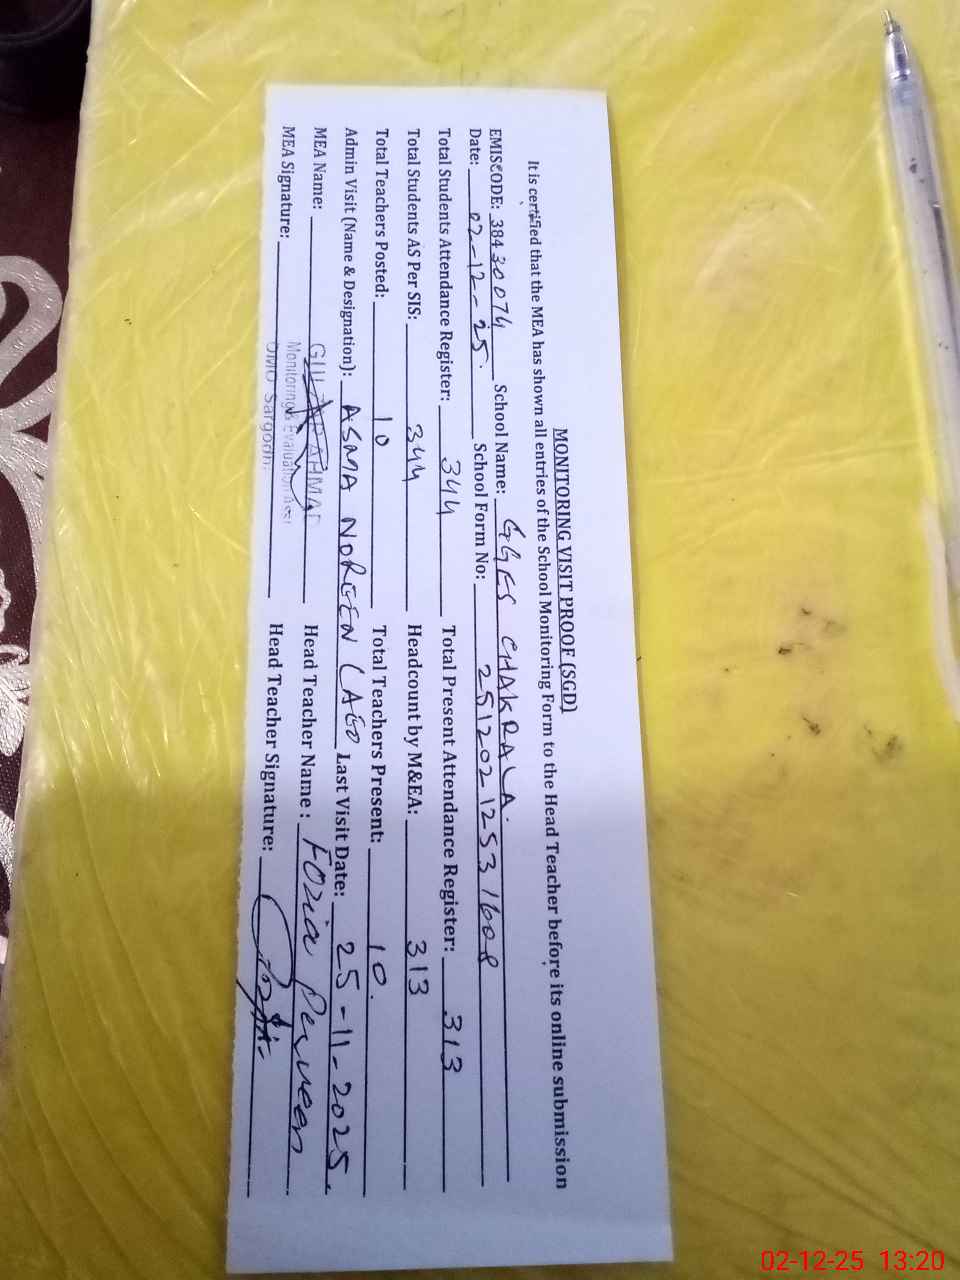 MONITORING VISIT PROOF (SGD)
It is certified that the MEA has shown all entries of the School Monitoring Form to the Head Teacher before its online submission
EMISCODE: 38430074 School Name: GGES CHAKRALA.
Date: 02-12-25. School Form No: 25120212531608
Total Students Attendance Register: 344 Total Present Attendance Register: 313
Total Students AS Per SIS: 344 Headcount by M&EA: 313
Total Teachers Posted: 10 Total Teachers Present: 10.
Admin Visit (Name & Designation): ASMA NOREEN (AEO Last Visit Date: 25-11-2025.
MEA Name: AHMAD Head Teacher Name: Fozia Perveen
Monitoring & Evaluation
MEA Signature: DMO Sargodh Head Teacher Signature:
02-12-25 13:20